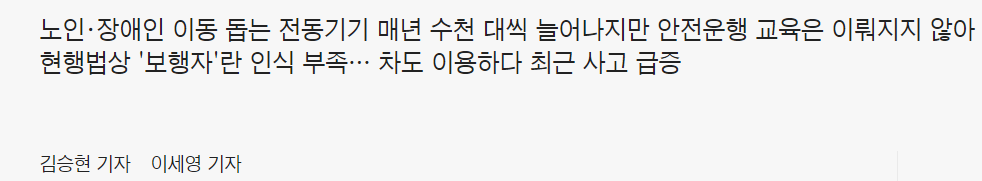 노인·장애인 이동 돕는 전동기기 매년 수천 대씩 늘어나지만 안전운행 교육은 이뤄지지 않아
현행법상 '보행자'란 인식 부족… 차도 이용하다 최근 사고 급증
김승현 기자 이세영 기자